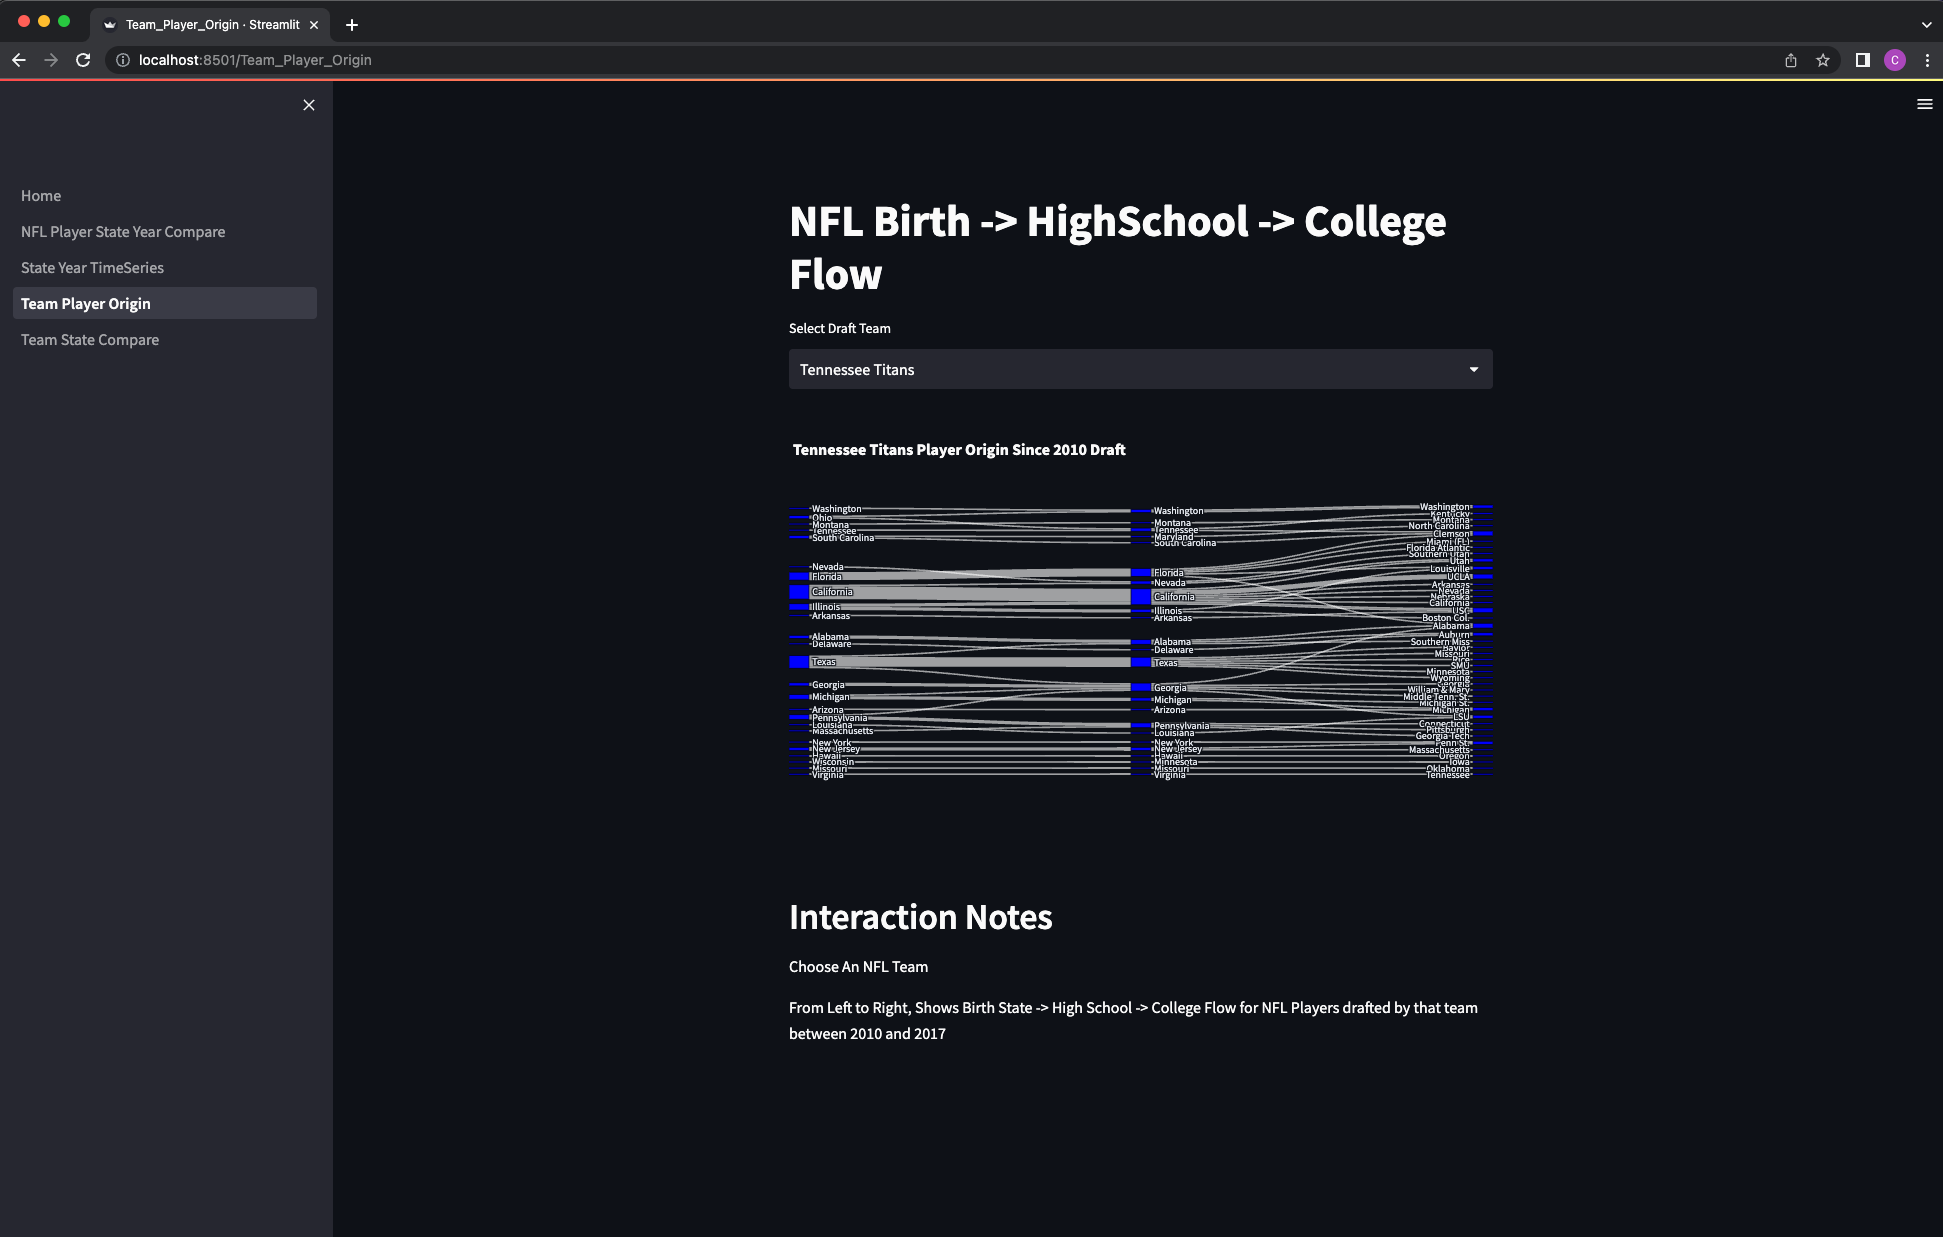 Team_Player_Origin · Streamlit
localhost:8501/Team_Player_Origin
C
Home
NFL Player State Year Compare
State Year TimeSeries
Team Player Origin
Team State Compare
NFL Birth -> HighSchool -> College
Flow
Select Draft Team
Tennessee Titans
Tennessee Titans Player Origin Since 2010 Draft
Washington
Ohio
Montana
Tennessee
South Carolina
Nevada
Florida
California
Illinois
Arkansas
Alabama
Delaware
Texas
Georgia
Michigan
Arizona
Pennsylvania
Louisiana
Massachusetts
New York
New Jersey
Hawaii
Wisconsin
Missouri
Virginia
Washington
Montana
Tennessee
Maryland
South Carolina
Florida
Nevada
California
Illinois
Arkansas
Alabama
Delaware
Texas
Georgia
Michigan
Arizona
Pennsylvania
Louisiana
New York
New Jersey
Hawaii
Minnesota
Missouri
Virginia
Washington
Kentucky
Montana
North Carolina
Clemson
Miami (FL)
Florida Atlantic
Southern Utah
Utah
Louisville
UCLA
Arkansas
Nevada
Nebraska
California
USC
Boston Col.
Alabama
Auburn
Southern Miss
Baylor
Missouri
Rice
SMU
Minnesota
Wyoming
Georgia
William & Mary
Middle Tenn. St.
Michigan St.
Michigan
LSU
Connecticut
Pittsburgh
Georgia Tech
Penn St.
Massachusetts
Oregon
Iowa
Oklahoma
Tennessee
Interaction Notes
Choose An NFL Team
From Left to Right, Shows Birth State -> High School -> College Flow for NFL Players drafted by that team
between 2010 and 2017